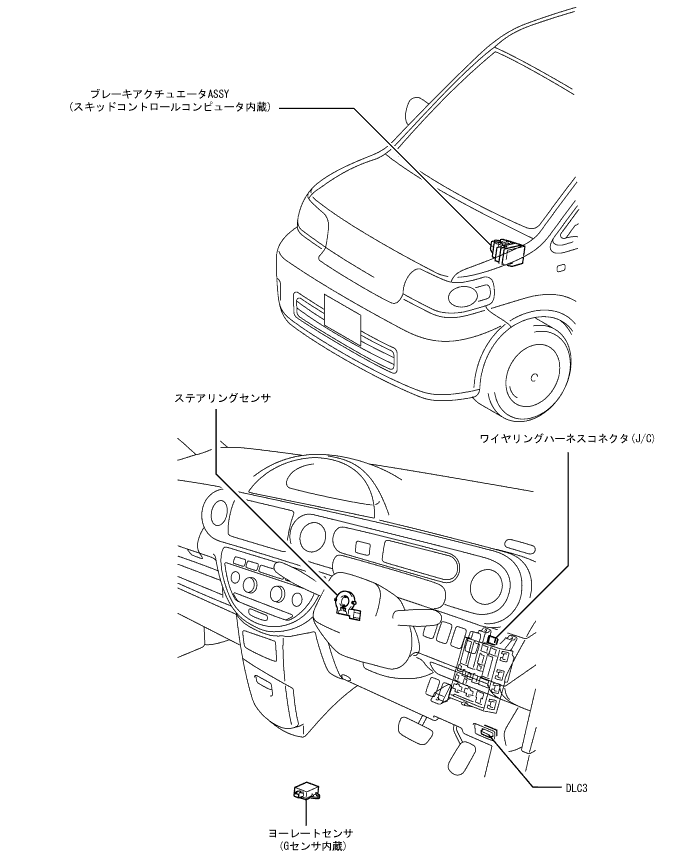 ブレーキアクチュエータASSY
(スキッドコントロールコンピュータ内蔵)
ステアリングセンサ
ワイヤリングハーネスコネクタ(J/C)
DLC3
ヨーレートセンサ
(Gセンサ内蔵)